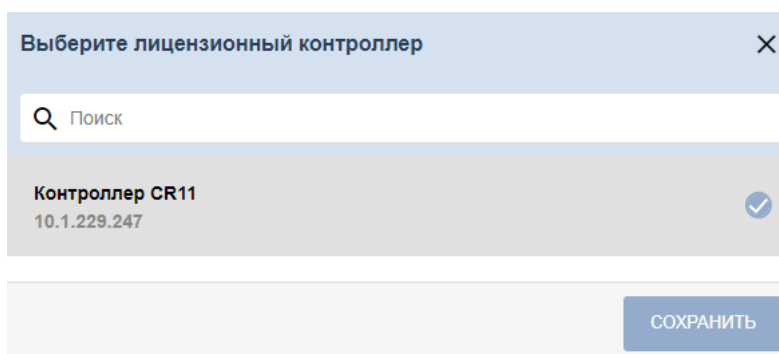 Выберите лицензионный контроллер
Поиск
Контроллер CR11
10.1.229.247
СОХРАНИТЬ